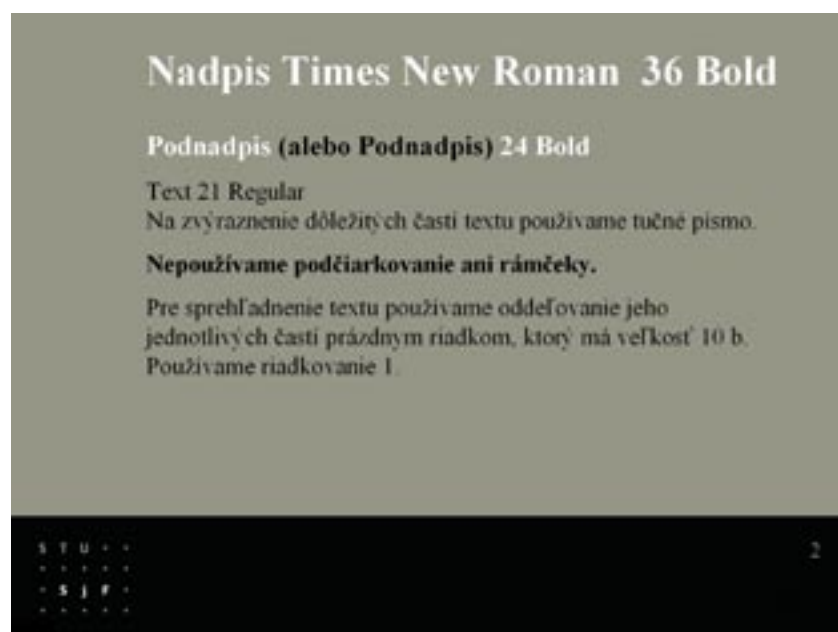 Nadpis Times New Roman 36 Bold
Podnadpis (alebo Podnadpis) 24 Bold
Text 21 Regular
Na zvýraznenie dôležitých častí textu používame tučné písmo.
Nepoužívame podčiarkovanie ani rámčeky.
Pre sprehľadnenie textu používame oddeľovanie jeho
jednotlivých častí prázdnym riadkom, ktorý má veľkosť 10 b.
Používame riadkovanie 1.
S T U
S j F
2